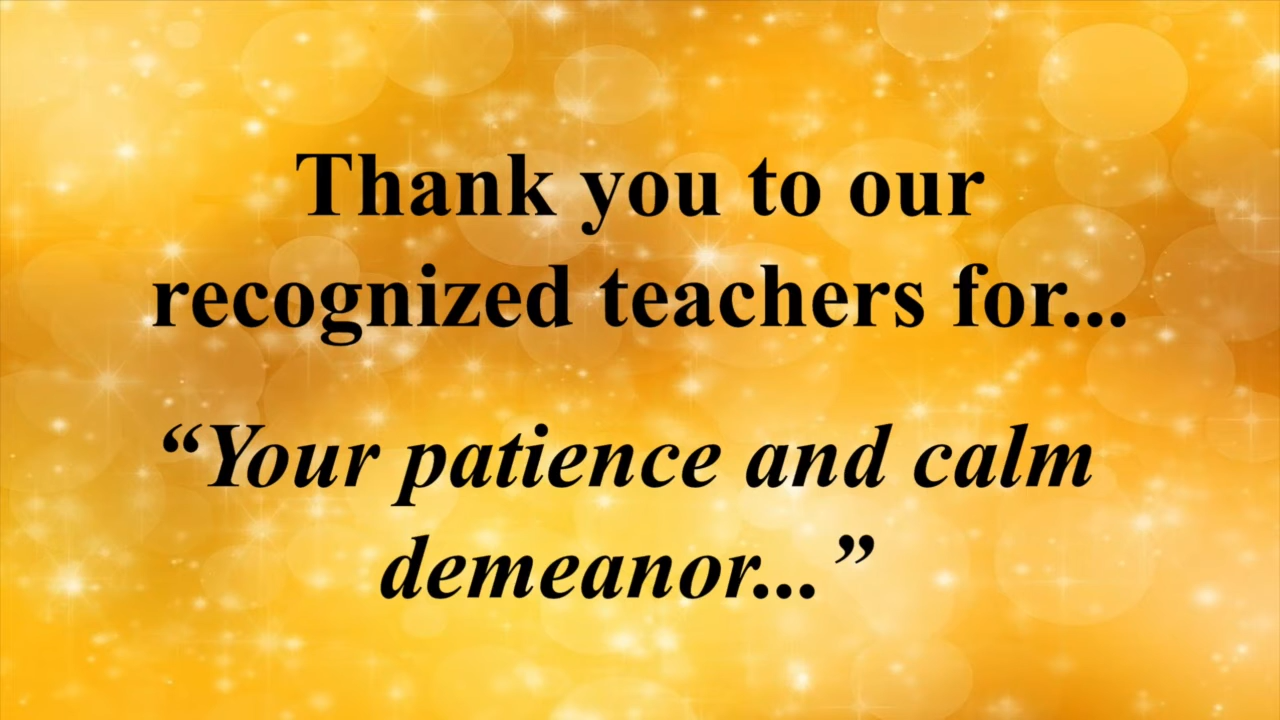 Thank you to our
recognized teachers for...
“Your patience and calm
demeanor...”